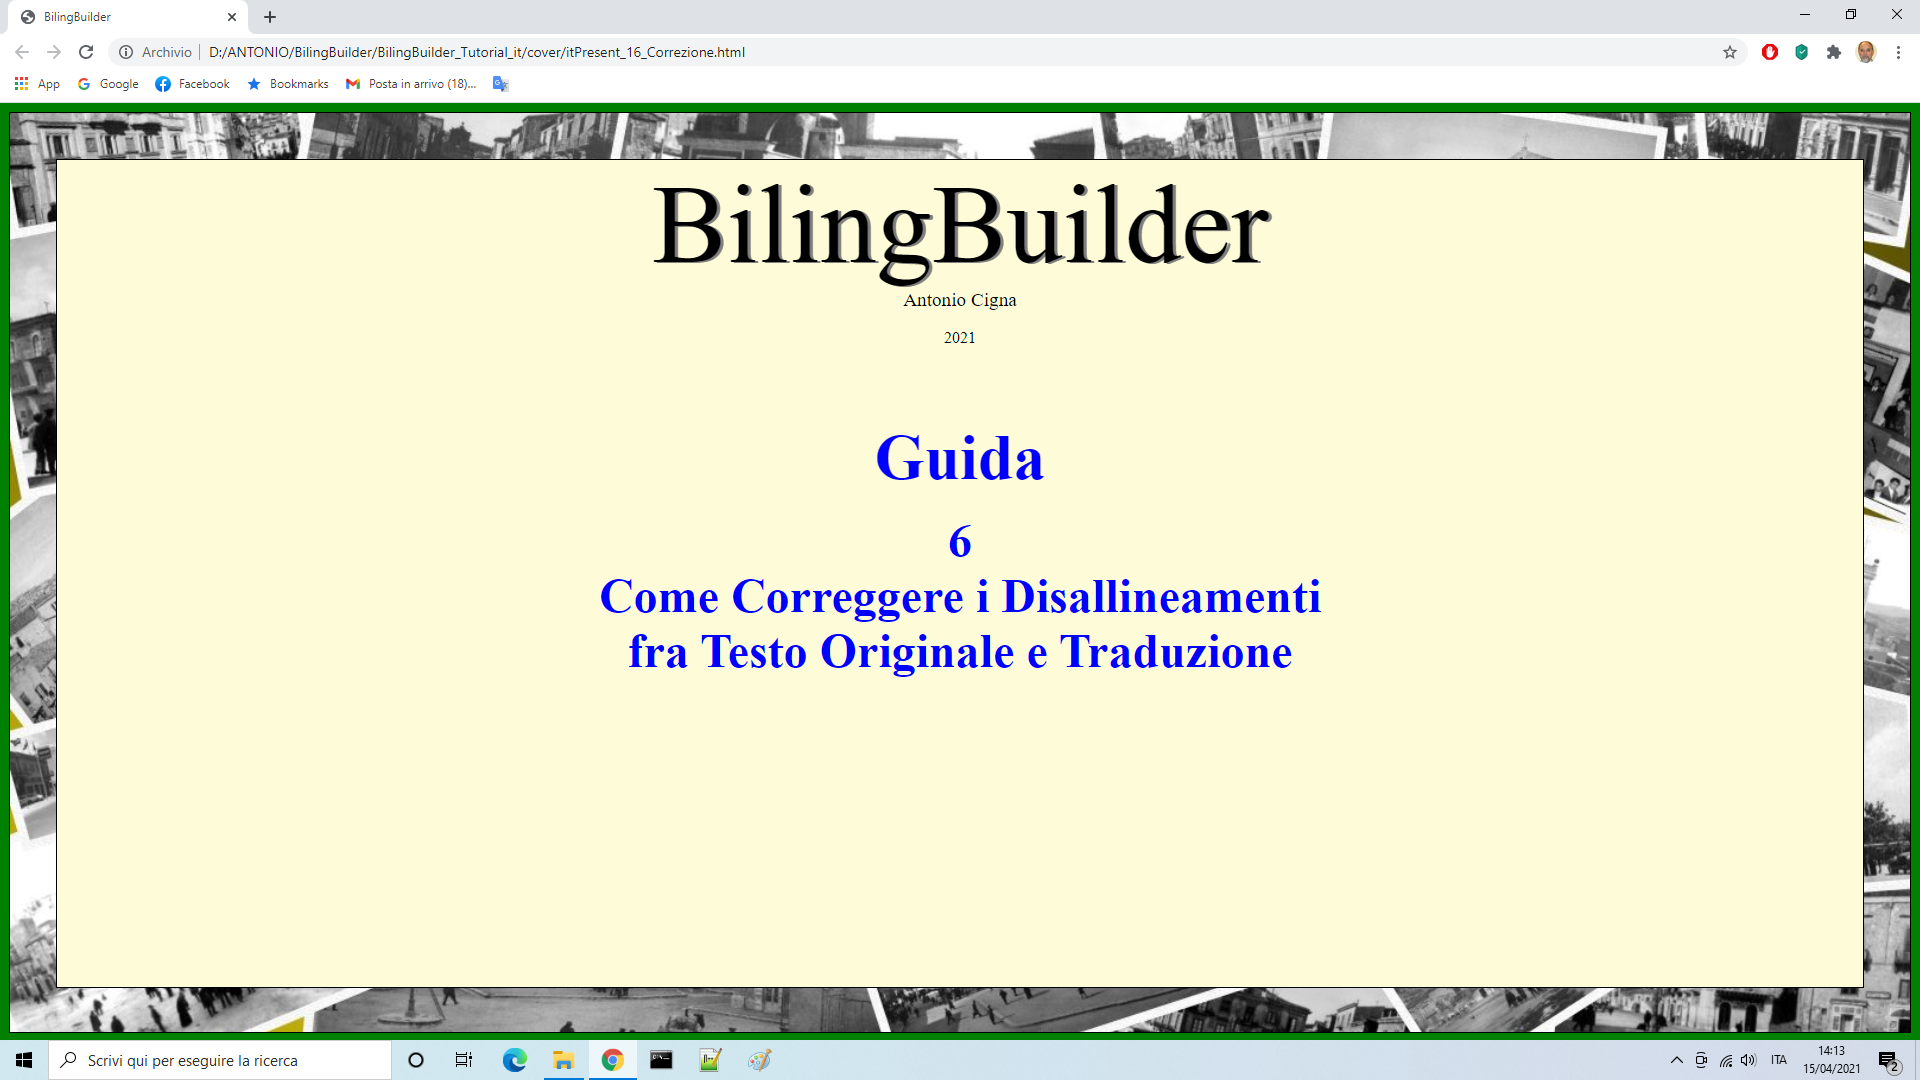 BilingBuilder
Archivio | D:/ANTONIO/BilingBuilder/BilingBuilder_Tutorial_it/cover/itPresent_16_Correzione.html
App Google Facebook Bookmarks Posta in arrivo (18)...
BilingBuilder
Antonio Cigna
2021
Guida
6
Come Correggere i Disallineamenti
fra Testo Originale e Traduzione
Scrivi qui per eseguire la ricerca
ITA
14:13
15/04/2021
2